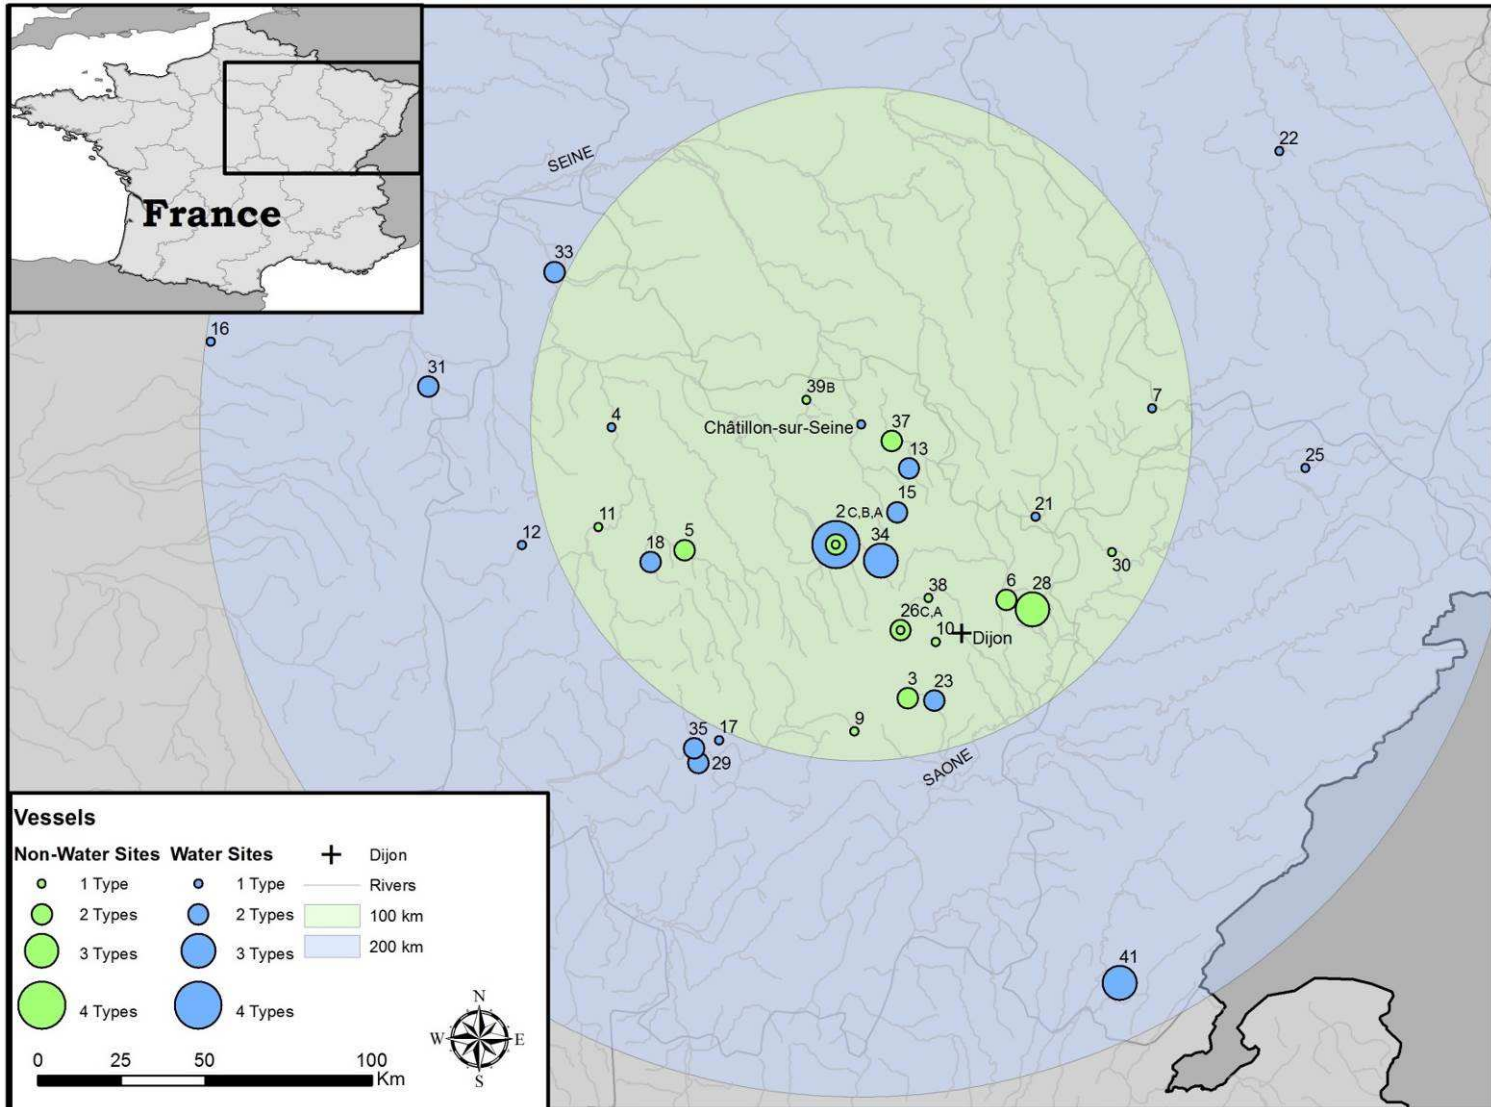 France
SEINE
22
33
16
31
39B
7
4
Châtillon-sur-Seine
37
13
25
15
21
11
12
2 C,B,A
5
18
34
30
38
6
28
26C,A
10
Dijon
3
23
9
35
17
29
SAONE
41
Vessels
Non-Water Sites Water Sites
Dijon
1 Type
1 Type
Rivers
2 Types
2 Types
100 km
3 Types
3 Types
200 km
4 Types
4 Types
N
W
E
S
0 25 50 100
Km